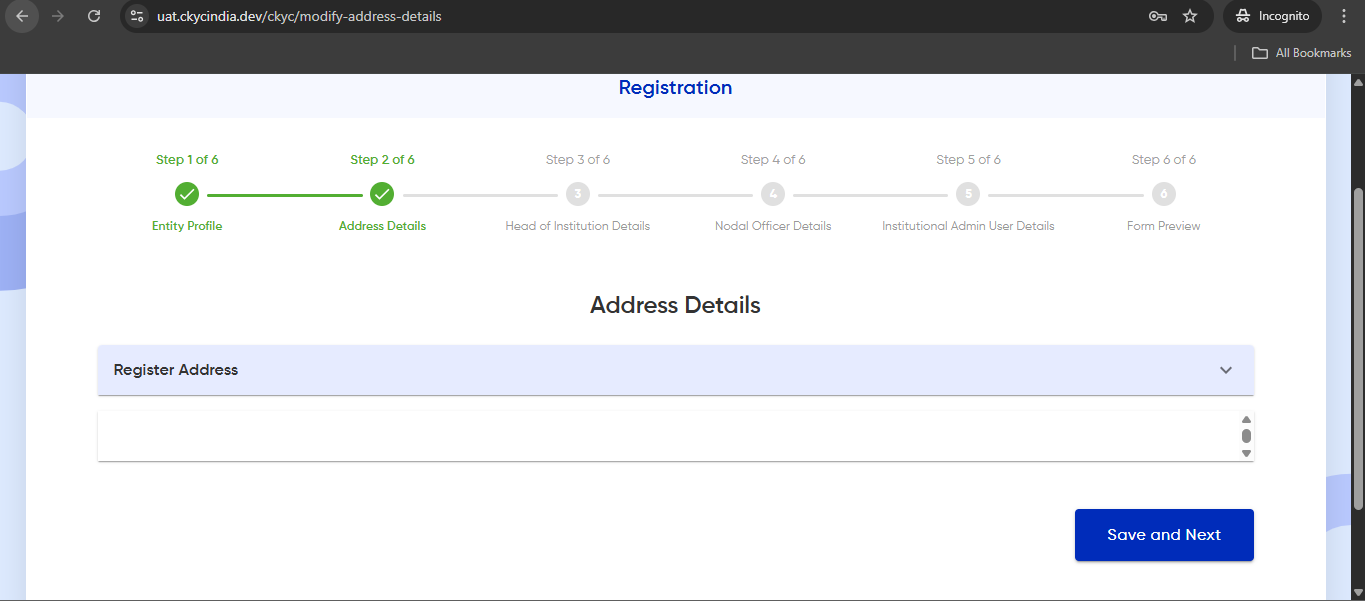 uat.ckycindia.dev/ckyc/modify-address-details
Incognito
All Bookmarks
Registration
Step 1 of 6
Step 2 of 6
Step 3 of 6
Step 4 of 6
Step 5 of 6
Step 6 of 6
3
4
5
6
Entity Profile
Address Details
Head of Institution Details
Nodal Officer Details
Institutional Admin User Details
Form Preview
Address Details
Register Address
Save and Next